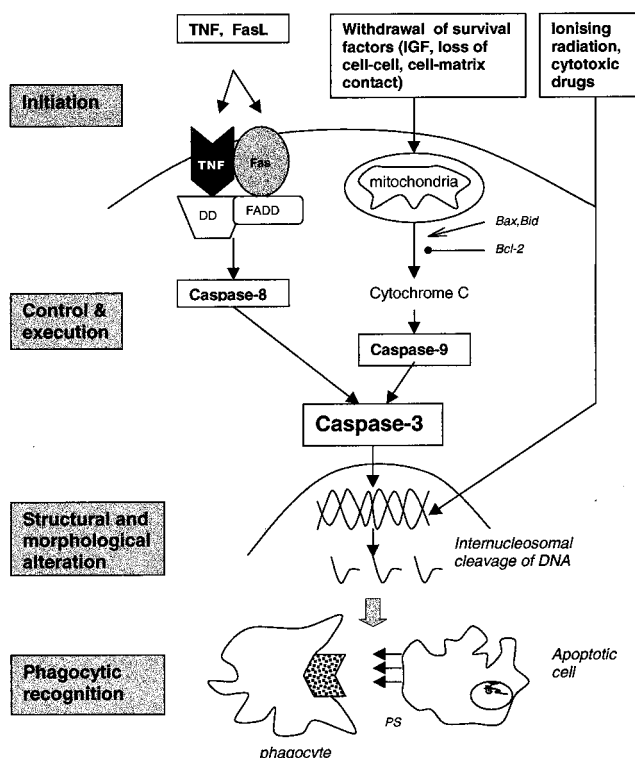 TNF, FasL
Withdrawal of survival
factors (IGF, loss of
cell-cell, cell-matrix
contact)
Ionising
radiation,
cytotoxic
drugs
Initiation
TNF
Fas
mitochondria
DD
FADD
Bax,Bid
Bcl-2
Caspase-8
Cytochrome C
Control &
execution
Caspase-9
Caspase-3
Structural and
morphological
alteration
Internucleosomal
cleavage of DNA
Phagocytic
recognition
Apoptotic
cell
PS
phagocyte